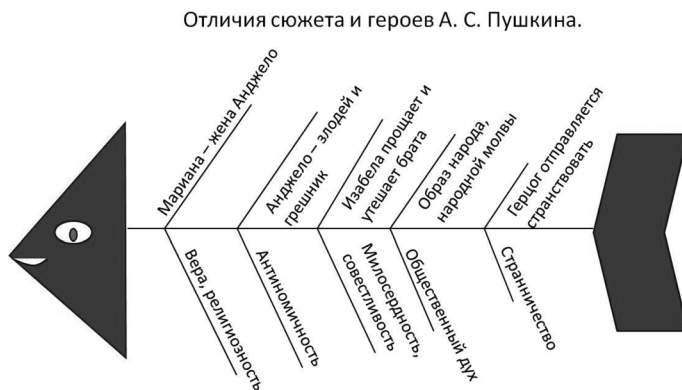 Отличия сюжета и героев А. С. Пушкина.
Мариана – жена Анджело
Анджело – злодей и
грешник
Изабела прощает и
утешает брата
Образ народа,
народной молвы
Герцог отправляется
странствовать
Вера, религиозность
Антиномичность
Милосердность,
совестливость
Общественный дух
Странничество